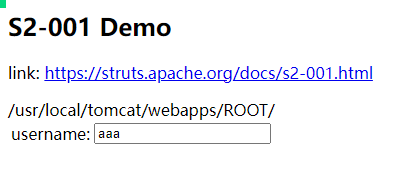 S2-001 Demo
link: https://struts.apache.org/docs/s2-001.html
/usr/local/tomcat/webapps/ROOT/
username: aaa